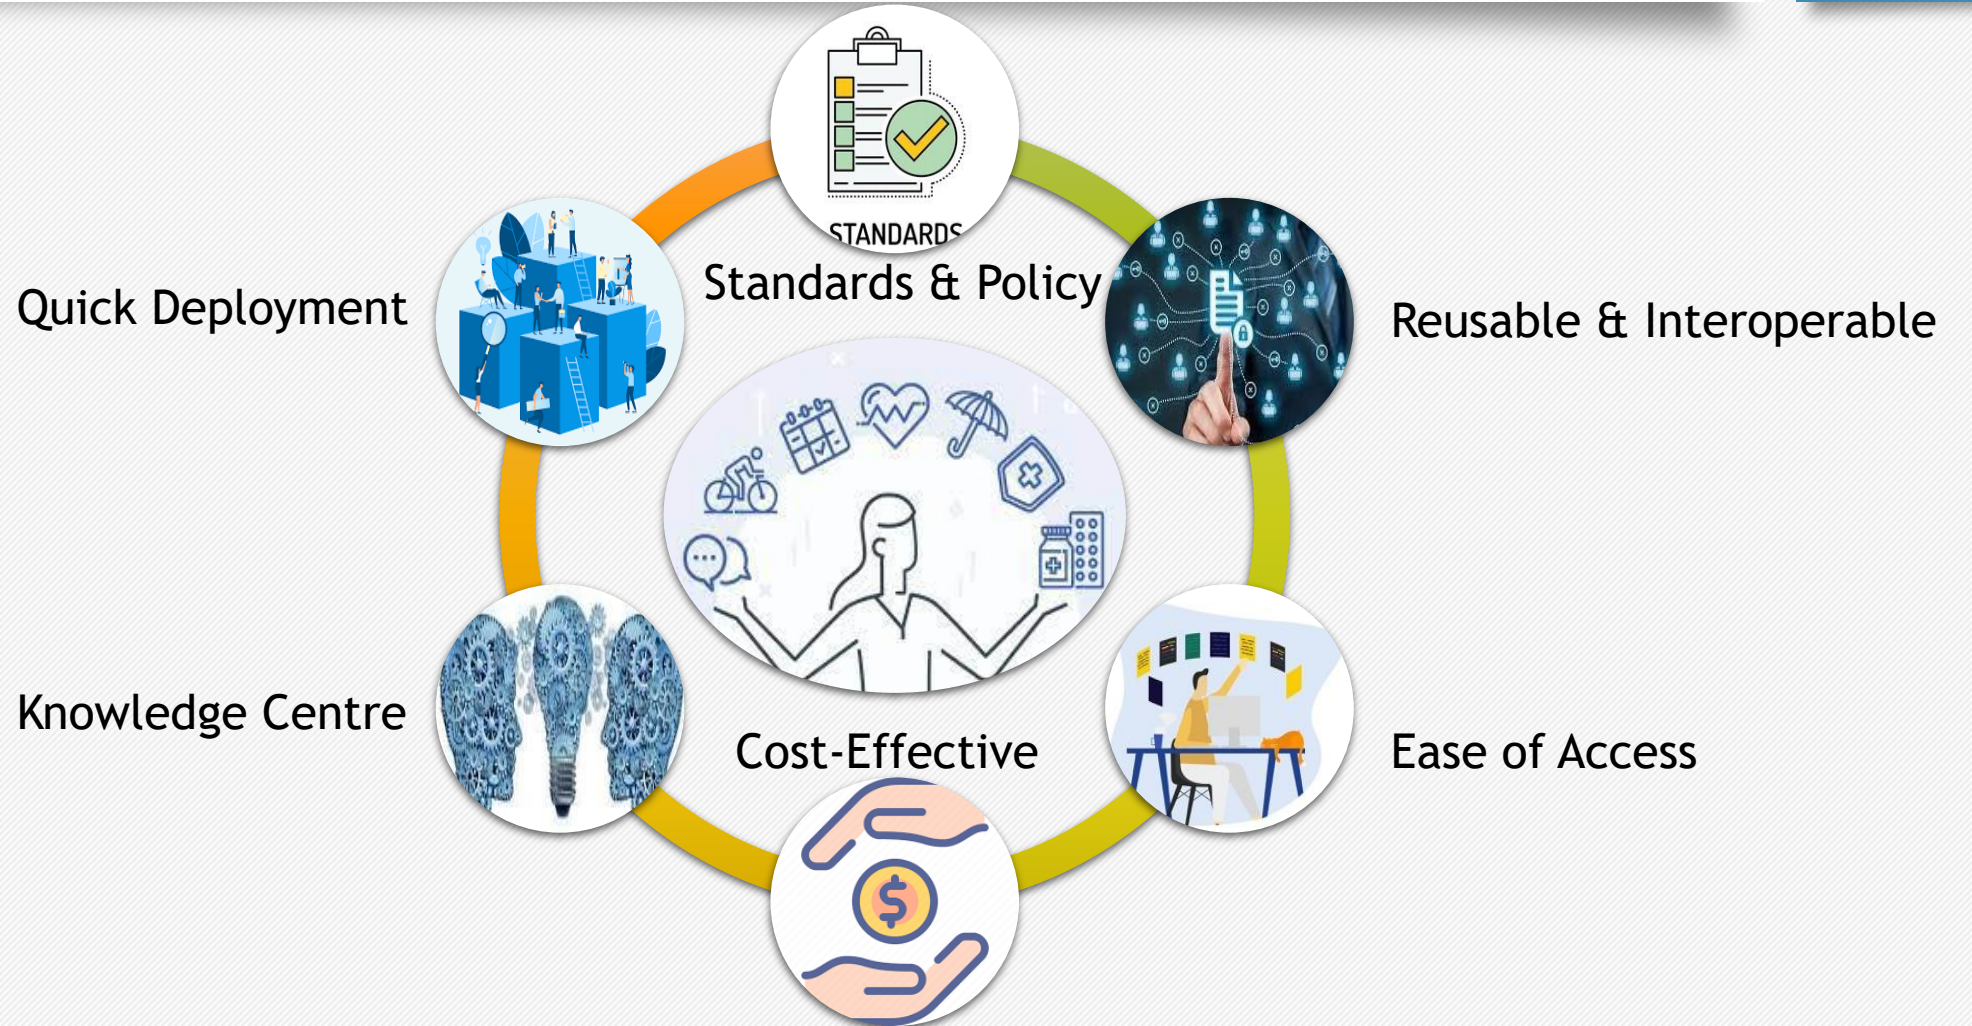 STANDARDS
Standards & Policy
Quick Deployment
Reusable & Interoperable
Knowledge Centre
Cost-Effective
Ease of Access
$